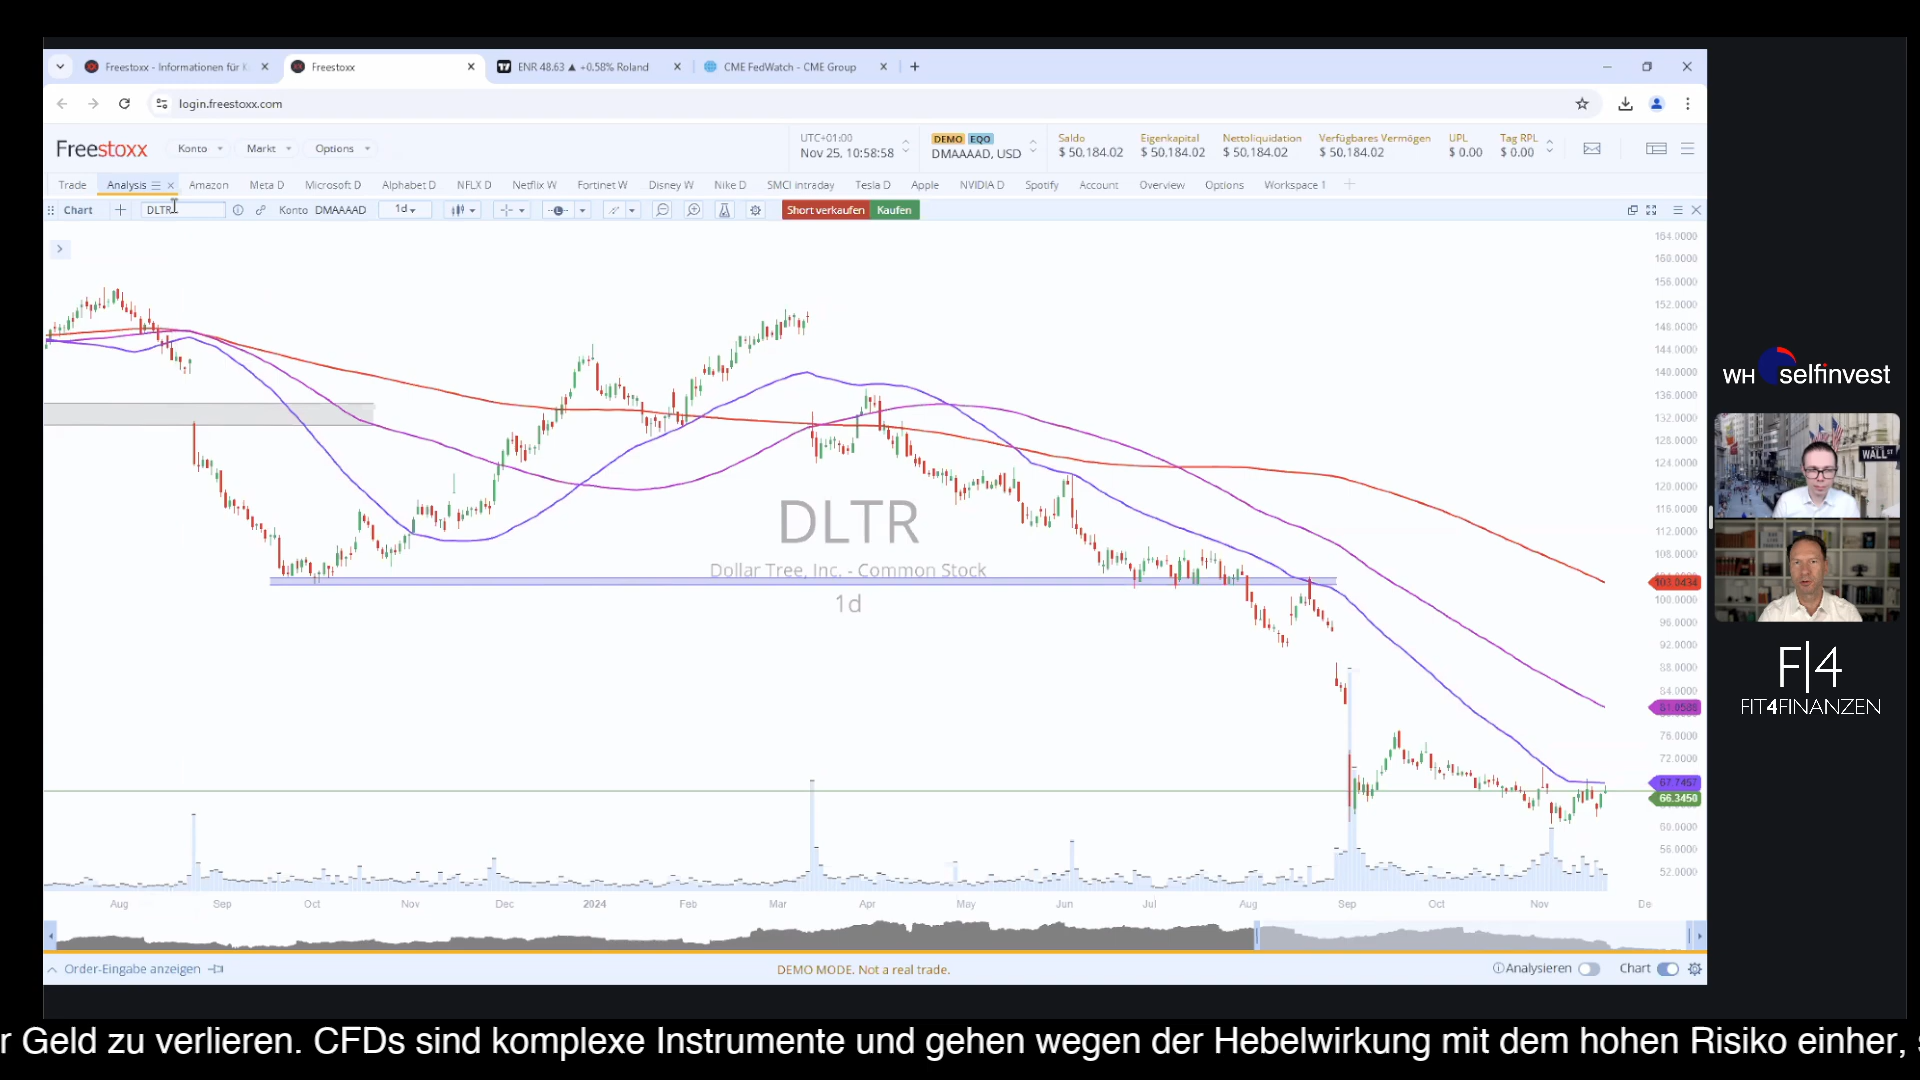 Freestoxx - Informationen für K
Freestoxx
ENR 48.63 ▲ +0.58% Roland
CME FedWatch - CME Group
login.freestoxx.com
Freestoxx
Konto
Markt
Options
UTC+01:00
Nov 25, 10:58:58
DEMO EQO
DMAAAAD, USD
Saldo
$ 50,184.02
Eigenkapital
$ 50,184.02
Nettoliquidation
$ 50,184.02
Verfügbares Vermögen
$ 50,184.02
UPL
$ 0.00
Tag RPL
$ 0.00
Trade
Analysis
Amazon
Meta D
Microsoft D
Alphabet D
NFLX D
Netflix W
Fortinet W
Disney W
Nike D
SMCI intraday
Tesla D
Apple
NVIDIA D
Spotify
Account
Overview
Options
Workspace 1
Chart
DLTR
Konto DMAAAAD
1d
Short verkaufen
Kaufen
164.0000
160.0000
156.0000
152.0000
148.0000
144.0000
140.0000
136.0000
132.0000
128.0000
124.0000
120.0000
116.0000
112.0000
108.0000
103.0434
100.0000
96.0000
92.0000
88.0000
84.0000
76.0000
72.0000
67.7457
66.3450
60.0000
56.0000
52.0000
DLTR
Dollar Tree, Inc. - Common Stock
1d
Aug
Sep
Oct
Nov
Dec
2024
Feb
Mar
Apr
May
Jun
Jul
Aug
Sep
Oct
Nov
De
Order-Eingabe anzeigen
DEMO MODE. Not a real trade.
Analysieren
Chart
WH selfinvest
WALL ST
F|4
FIT4FINANZEN
r Geld zu verlieren. CFDs sind komplexe Instrumente und gehen wegen der Hebelwirkung mit dem hohen Risiko einher, s